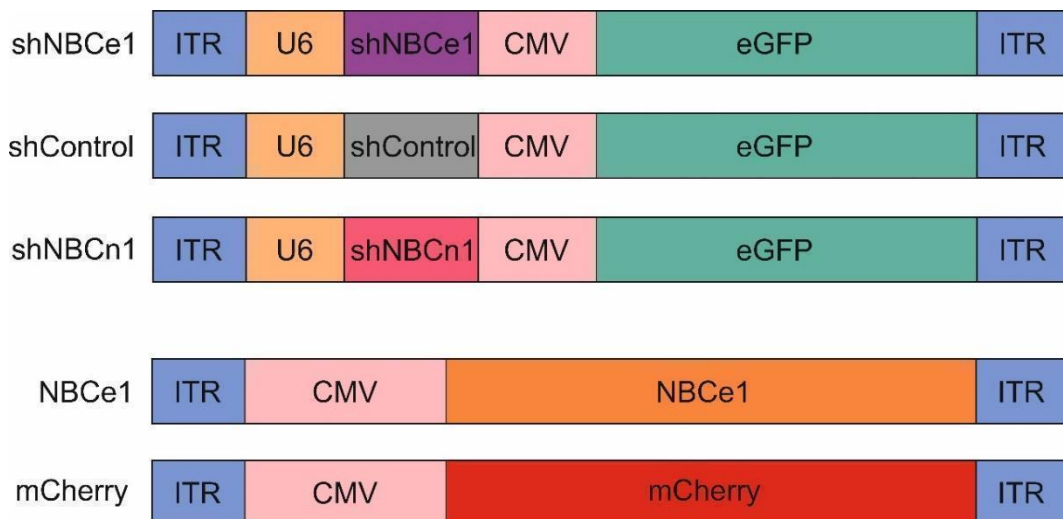 shNBCe1 ITR U6 shNBCe1 CMV eGFP ITR
shControl ITR U6 shControl CMV eGFP ITR
shNBCn1 ITR U6 shNBCn1 CMV eGFP ITR
NBCe1 ITR CMV NBCe1 ITR
mCherry ITR CMV mCherry ITR